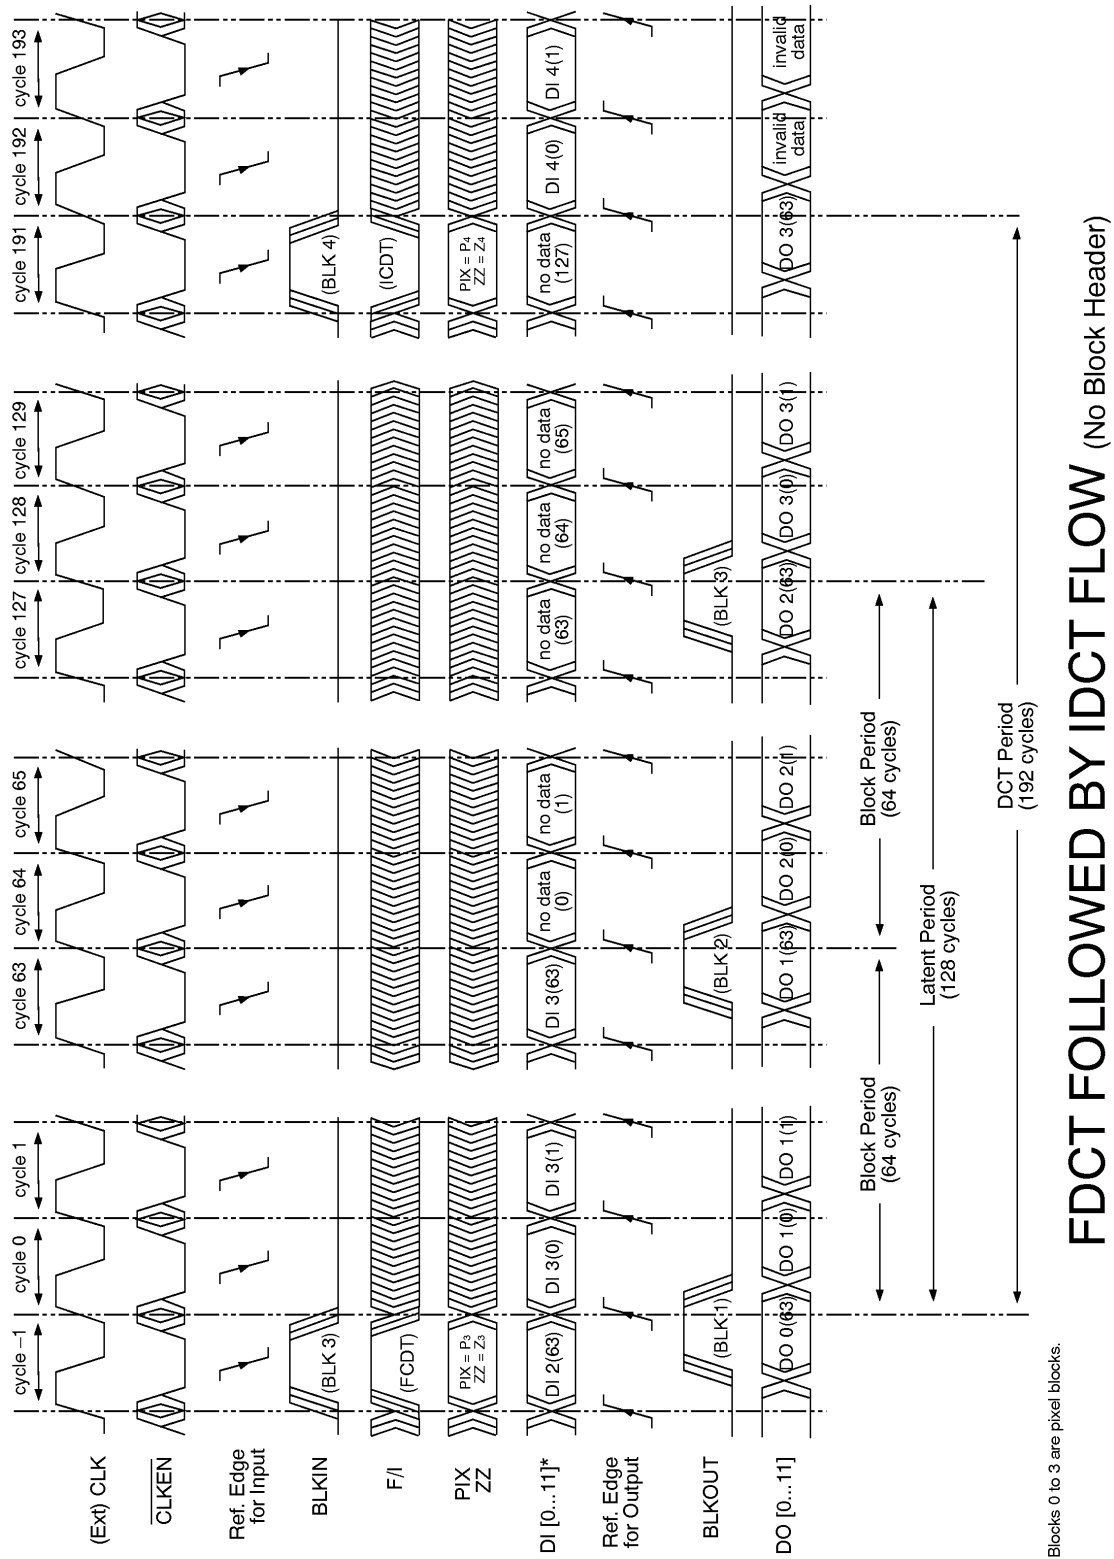 cycle –1
cycle 0
cycle 1
cycle 63
cycle 64
cycle 65
cycle 127
cycle 128
cycle 129
cycle 191
cycle 192
cycle 193
(Ext) CLK
CLKEN
Ref. Edge
for Input
BLKIN
(BLK 3)
(BLK 4)
F/I
(FCDT)
(ICDT)
PIX
ZZ
PIX = P3
ZZ = Z3
PIX = P4
ZZ = Z4
DI [0...11]*
DI 2(63)
DI 3(0)
DI 3(1)
DI 3(63)
no data
(0)
no data
(1)
no data
(63)
no data
(64)
no data
(65)
no data
(127)
DI 4(0)
DI 4(1)
Ref. Edge
for Output
BLKOUT
(BLK 1)
(BLK 2)
(BLK 3)
DO [0...11]
DO 0(63)
DO 1(0)
DO 1(1)
DO 1(63)
DO 2(0)
DO 2(1)
DO 2(63)
DO 3(0)
DO 3(1)
DO 3(63)
invalid
data
invalid
data
Block Period
(64 cycles)
Block Period
(64 cycles)
Latent Period
(128 cycles)
DCT Period
(192 cycles)
Blocks 0 to 3 are pixel blocks.
FDCT FOLLOWED BY IDCT FLOW (No Block Header)